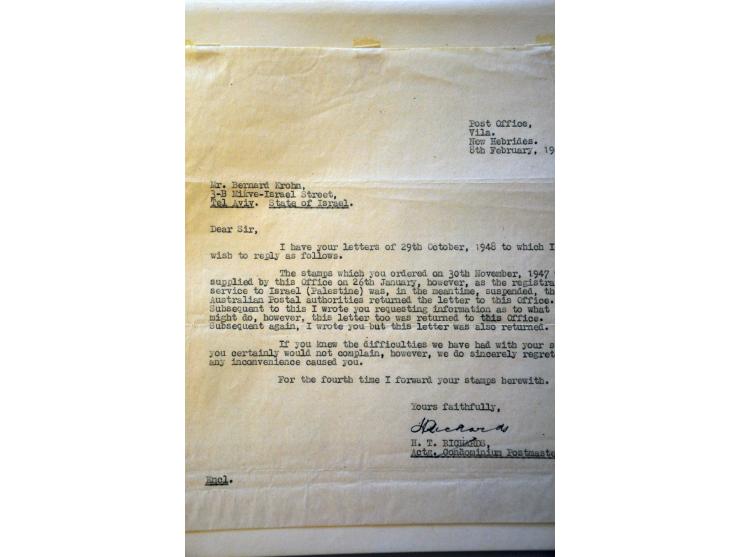 Post Office,
Vila.
New Hebrides.
8th February, 19
Mr. Bernard Krohn,
3-B Mikve-Israel Street,
Tel Aviv. State of Israel.
Dear Sir,
I have your letters of 29th October, 1948 to which I
wish to reply as follows.
The stamps which you ordered on 30th November, 1947
supplied by this Office on 26th January, however, as the registra
service to Israel (Palestine) was, in the meantime, suspended, th
Australian Postal authorities returned the letter to this Office.
Subsequent to this I wrote you requesting information as to what
might do, however, this letter too was returned to this Office.
Subsequent again, I wrote you but this letter was also returned.
If you knew the difficulties we have had with your s
you certainly would not complain, however, we do sincerely regret
any inconvenience caused you.
For the fourth time I forward your stamps herewith.
Yours faithfully,
HRichards
H. T. RICHARDS,
Actg. Condominium Postmaste
Encl.